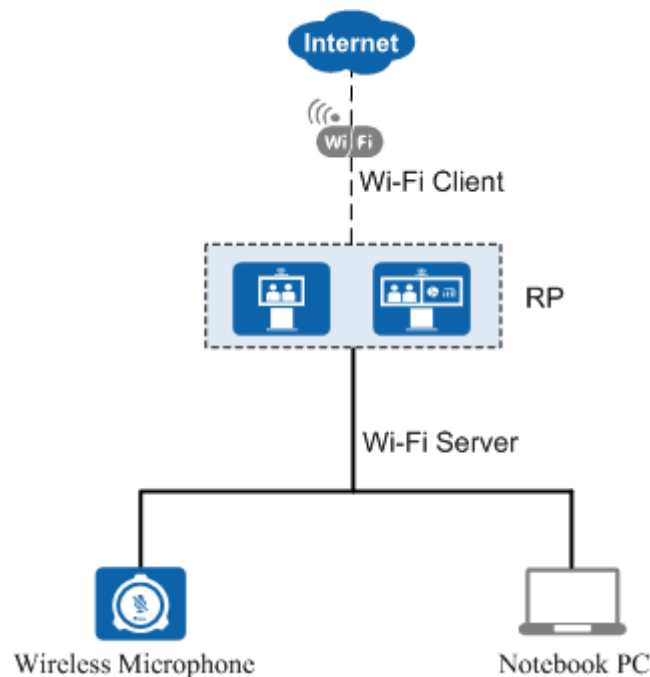 Internet
Wi Fi
Wi-Fi Client
RP
Wi-Fi Server
Wireless Microphone
Notebook PC